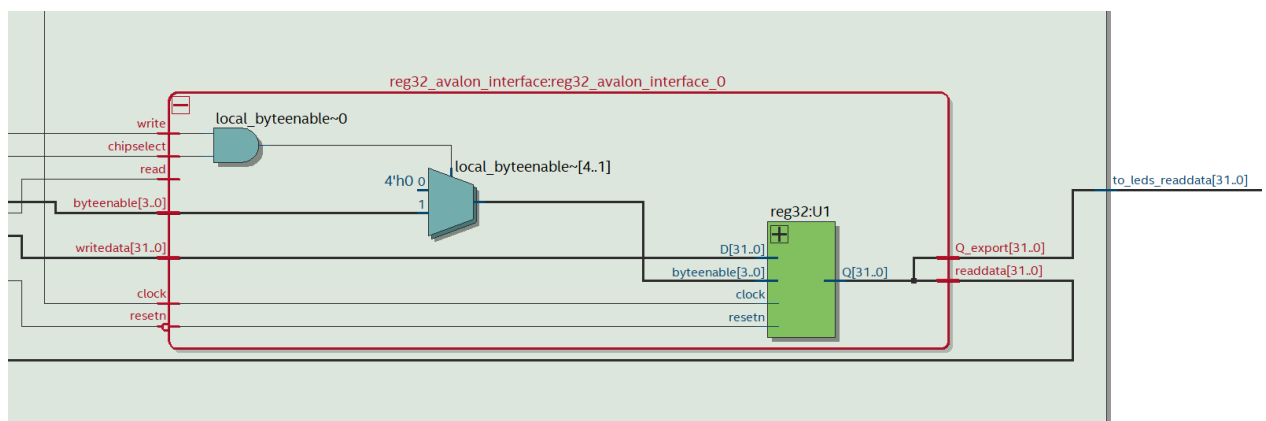 reg32_avalon_interface:reg32_avalon_interface_0
local_byteenable~0
write
chipselect
read
local_byteenable~[4..1]
4'h0 0
to_leds_readdata[31..0]
byteenable[3..0]
1
reg32:U1
writedata[31..0]
D[31..0]
Q_export[31..0]
byteenable[3..0]
Q[31..0]
readdata[31..0]
clock
clock
resetn
resetn